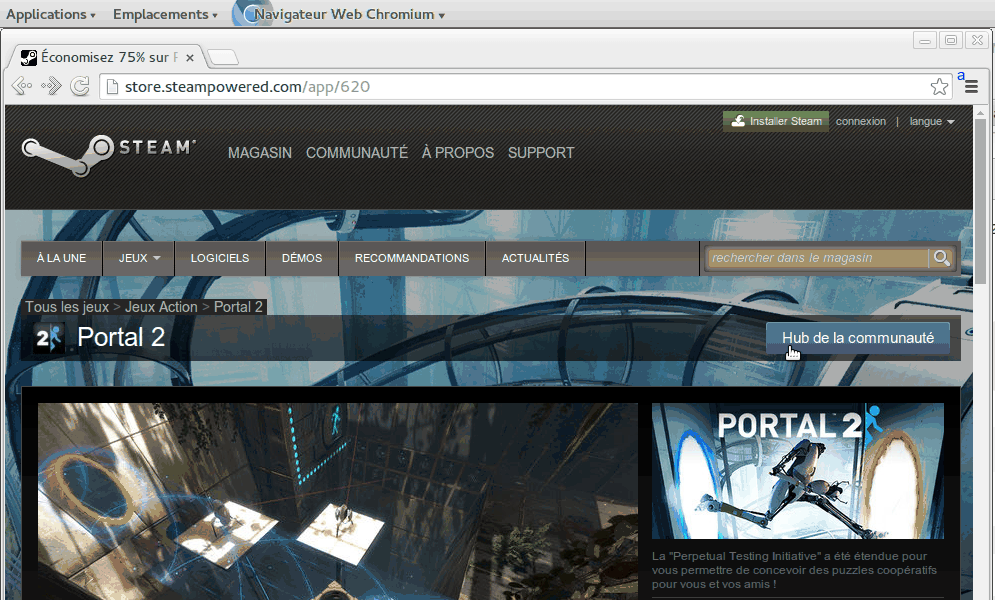 Applications Emplacements Navigateur Web Chromium
Économisez 75% sur
store.steampowered.com/app/620
a
Installer Steam connexion | langue
STEAM
MAGASIN COMMUNAUTÉ À PROPOS SUPPORT
À LA UNE JEUX LOGICIELS DÉMOS RECOMMANDATIONS ACTUALITÉS rechercher dans le magasin
Tous les jeux > Jeux Action > Portal 2
2 Portal 2 Hub de la communauté
PORTAL 2
La "Perpetual Testing Initiative" a été étendue pour
vous permettre de concevoir des puzzles coopératifs
pour vous et vos amis !